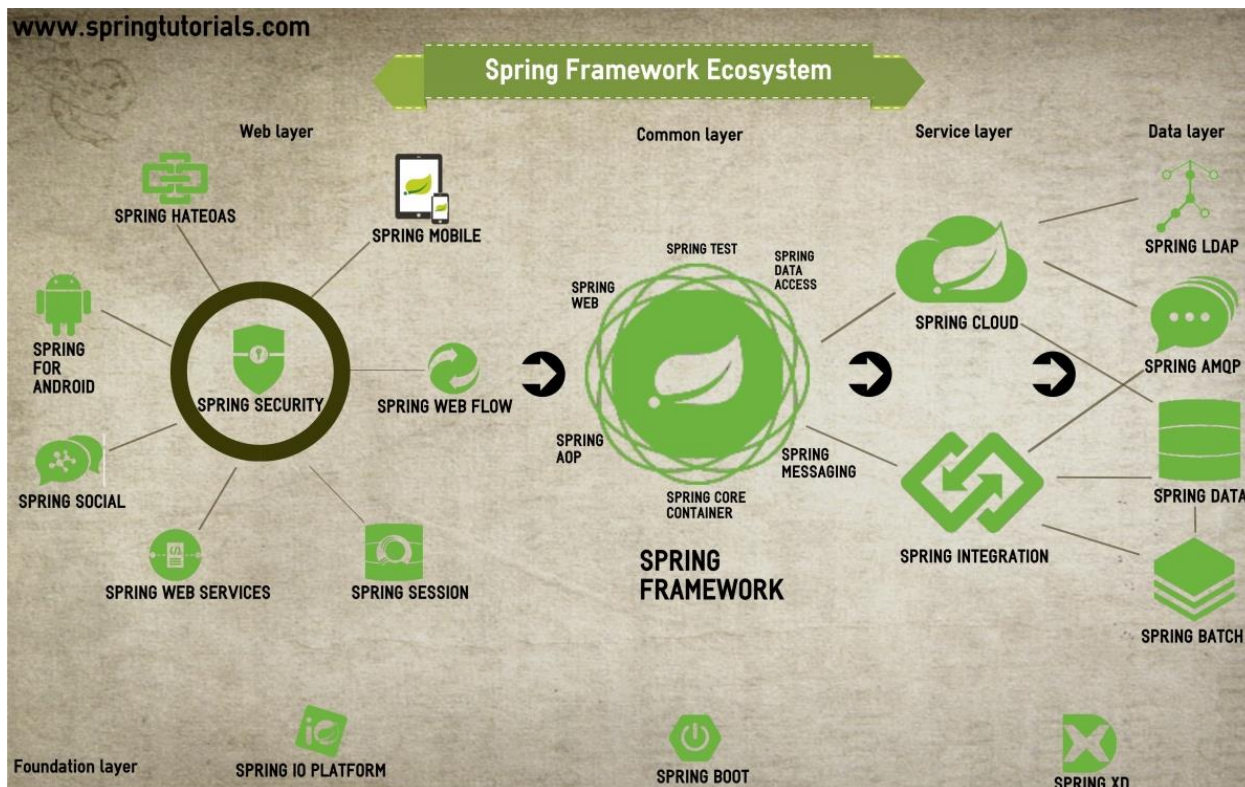 www.springtutorials.com
Spring Framework Ecosystem
Web layer
Common layer
Service layer
Data layer
SPRING HATEOAS
SPRING MOBILE
SPRING
FOR
ANDROID
SPRING SECURITY
SPRING WEB FLOW
SPRING SOCIAL
SPRING WEB SERVICES
SPRING SESSION
SPRING TEST
SPRING
DATA
ACCESS
SPRING
WEB
SPRING
AOP
SPRING
MESSAGING
SPRING CORE
CONTAINER
SPRING
FRAMEWORK
SPRING CLOUD
SPRING INTEGRATION
SPRING LDAP
SPRING AMQP
SPRING DATA
SPRING BATCH
Foundation layer
iO
SPRING IO PLATFORM
SPRING BOOT
XD
SPRING XD